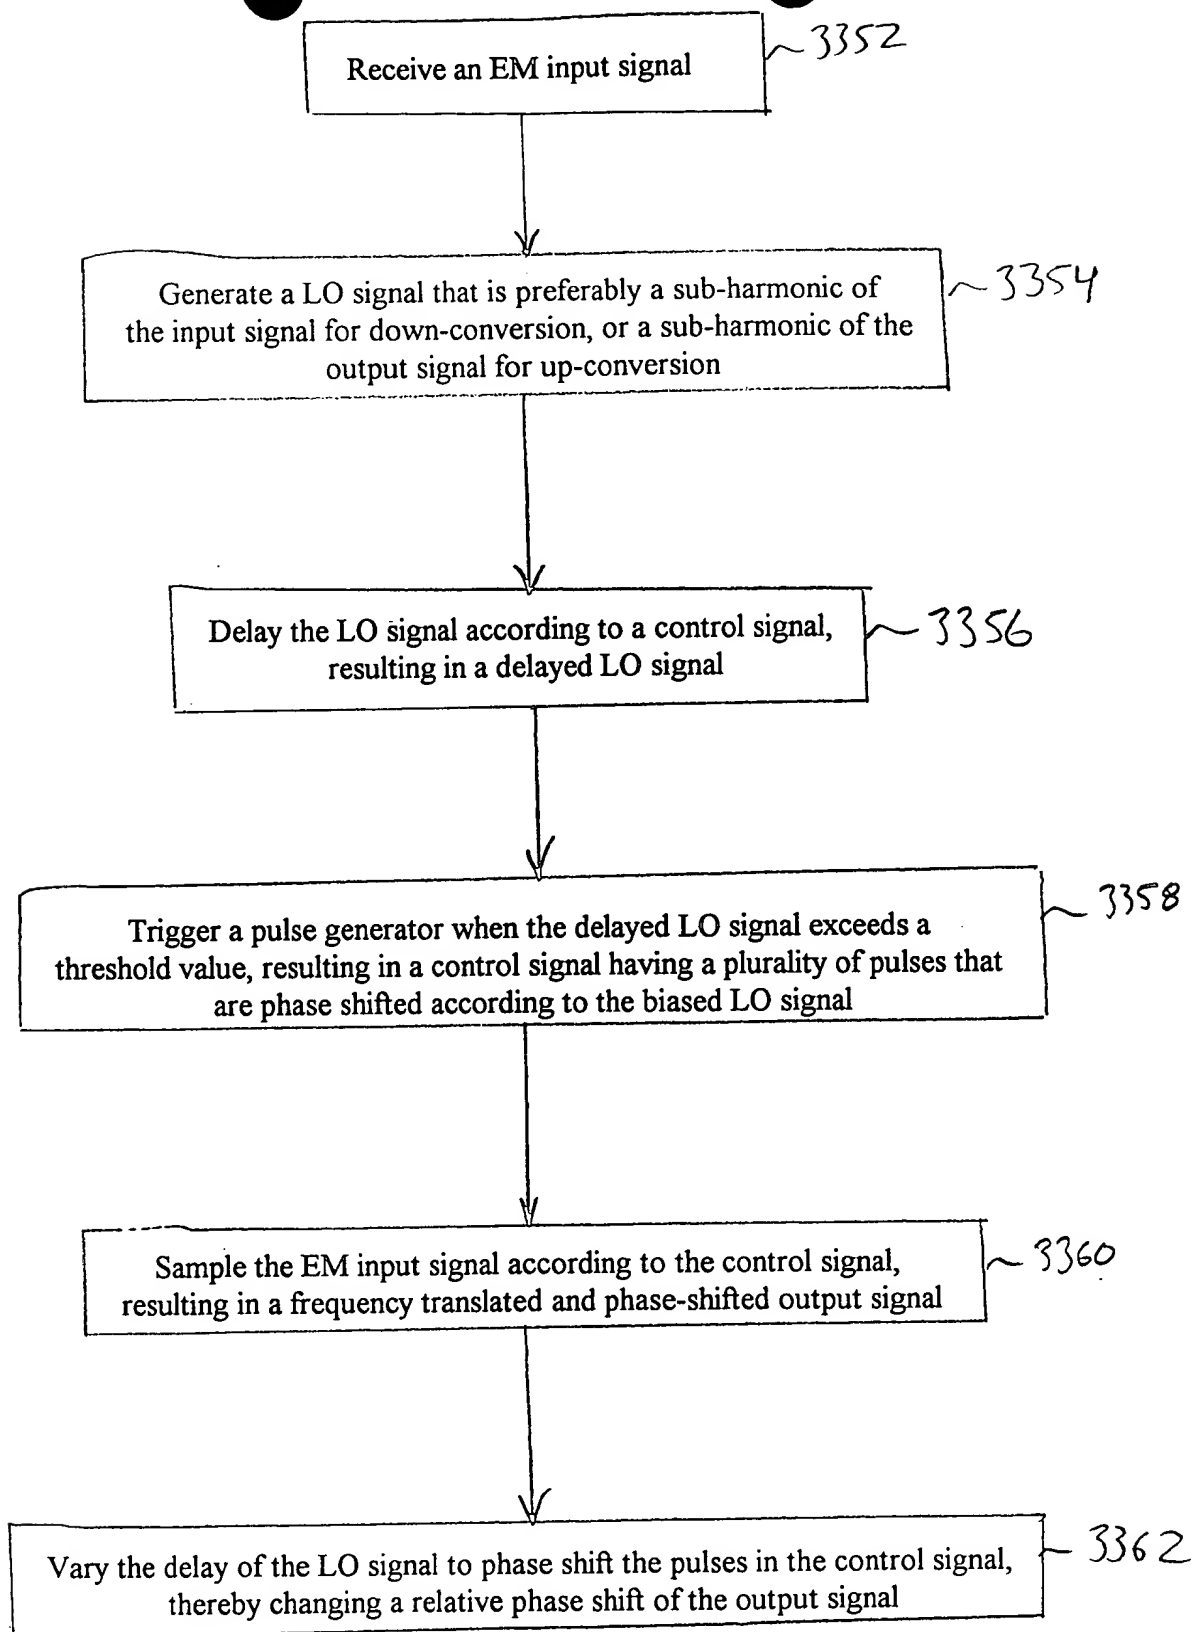 Receive an EM input signal
3352
Generate a LO signal that is preferably a sub-harmonic of
the input signal for down-conversion, or a sub-harmonic of the
output signal for up-conversion
3354
Delay the LO signal according to a control signal,
resulting in a delayed LO signal
3356
Trigger a pulse generator when the delayed LO signal exceeds a
threshold value, resulting in a control signal having a plurality of pulses that
are phase shifted according to the biased LO signal
3358
Sample the EM input signal according to the control signal,
resulting in a frequency translated and phase-shifted output signal
3360
Vary the delay of the LO signal to phase shift the pulses in the control signal,
thereby changing a relative phase shift of the output signal
3362